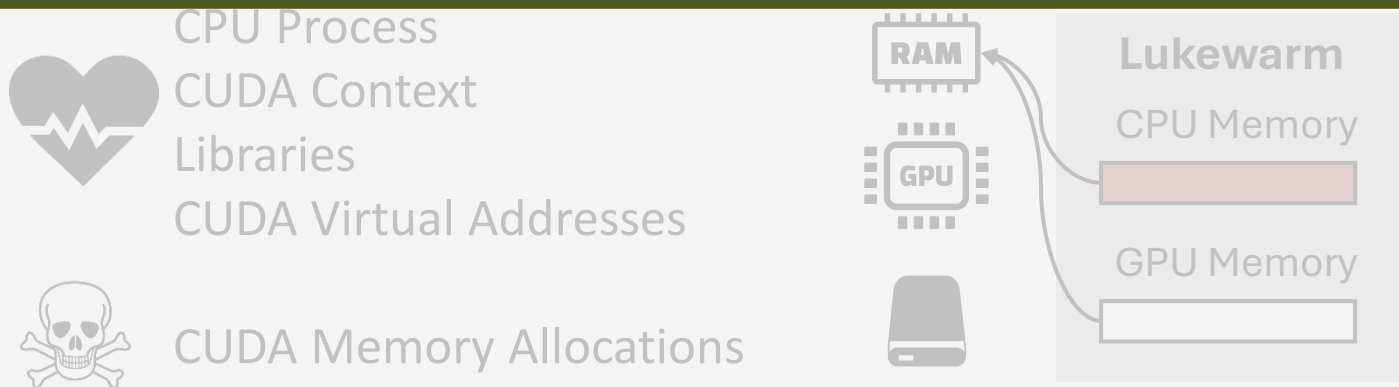 CPU Process
CUDA Context
Libraries
CUDA Virtual Addresses
CUDA Memory Allocations
RAM
GPU
Lukewarm
CPU Memory
GPU Memory